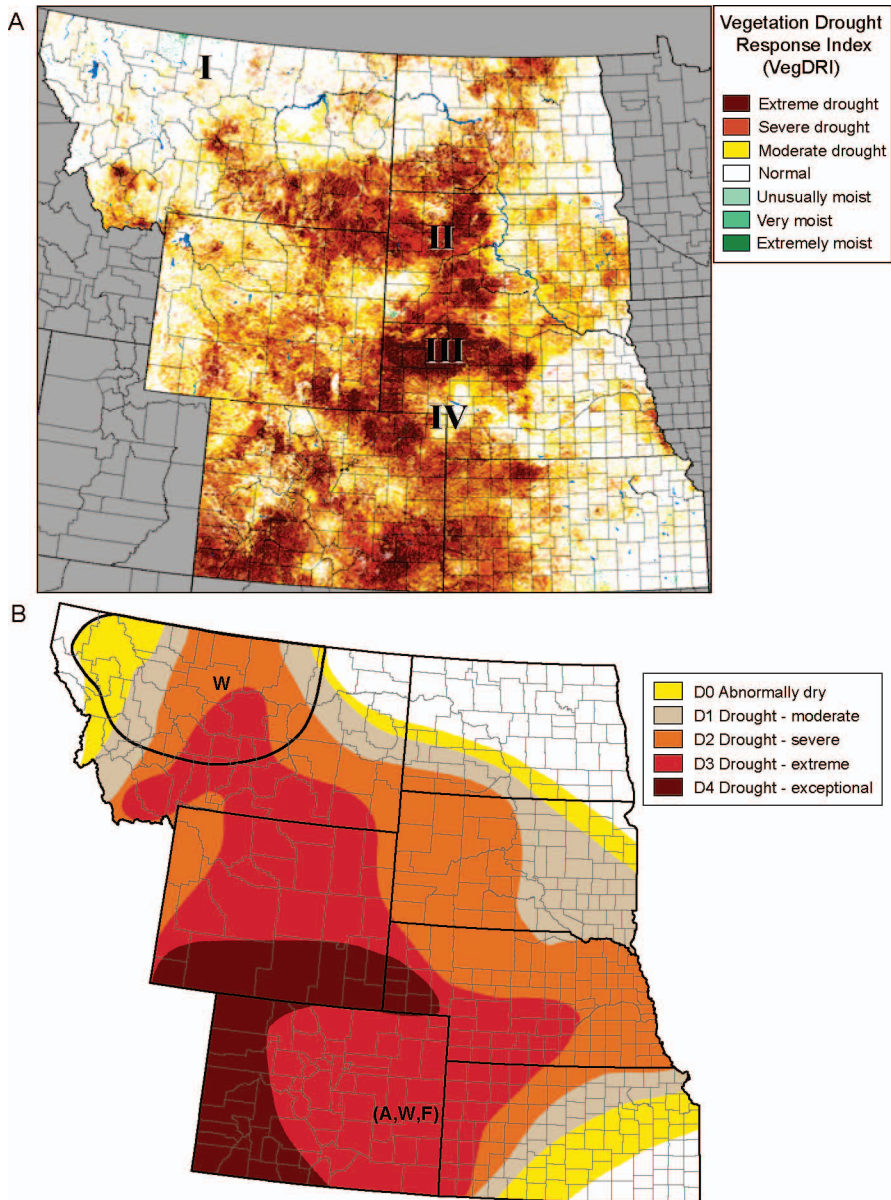 A
Vegetation Drought
Response Index
(VegDRI)
Extreme drought
Severe drought
Moderate drought
Normal
Unusually moist
Very moist
Extremely moist
I
II
III
IV
B
W
(A,W,F)
D0 Abnormally dry
D1 Drought - moderate
D2 Drought - severe
D3 Drought - extreme
D4 Drought - exceptional